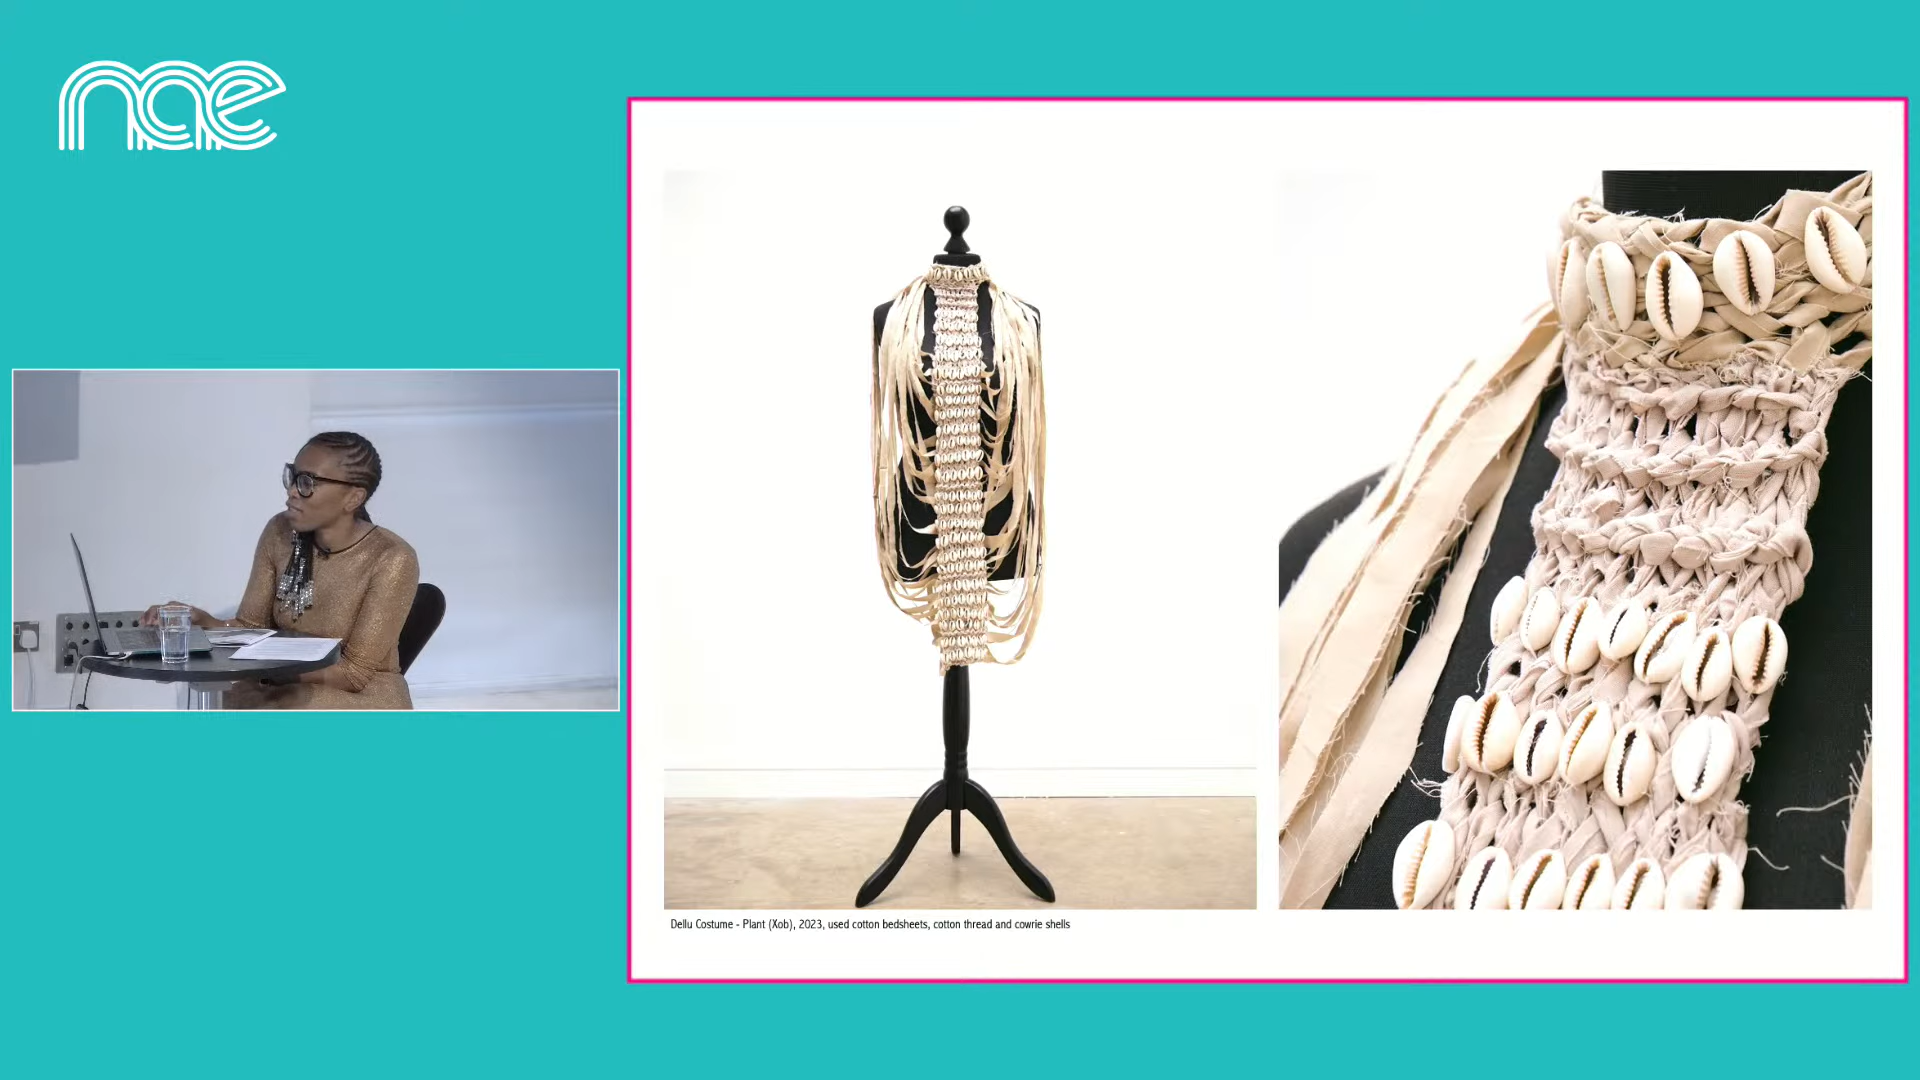 nae
Dellu Costume - Plant (Xob), 2023, used cotton bedsheets, cotton thread and cowrie shells